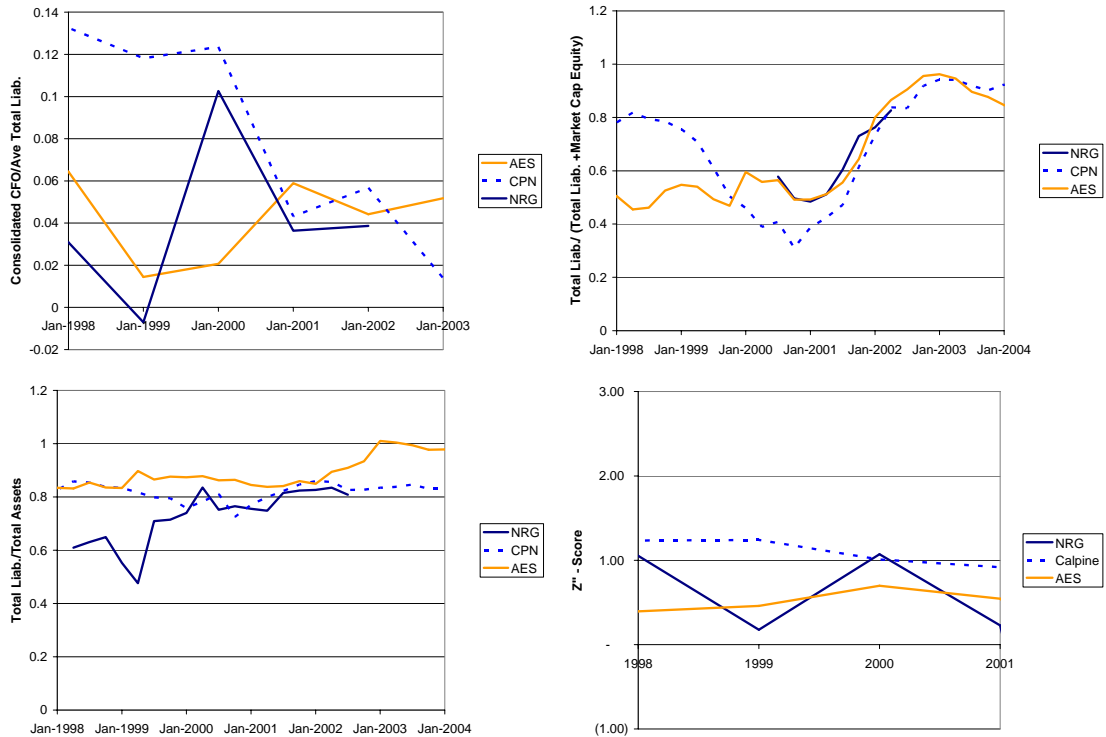 Consolidated CFO/Ave Total Liab.
0.14
0.12
0.1
0.08
0.06
0.04
0.02
0
-0.02
Jan-1998 Jan-1999 Jan-2000 Jan-2001 Jan-2002 Jan-2003
AES
CPN
NRG
Total Liab./ (Total Liab. +Market Cap Equity)
1.2
1
0.8
0.6
0.4
0.2
0
Jan-1998 Jan-1999 Jan-2000 Jan-2001 Jan-2002 Jan-2003 Jan-2004
NRG
CPN
AES
Total Liab./Total Assets
1.2
1
0.8
0.6
0.4
0.2
0
Jan-1998 Jan-1999 Jan-2000 Jan-2001 Jan-2002 Jan-2003 Jan-2004
NRG
CPN
AES
Z" - Score
3.00
2.00
1.00
-
(1.00)
1998 1999 2000 2001
NRG
Calpine
AES